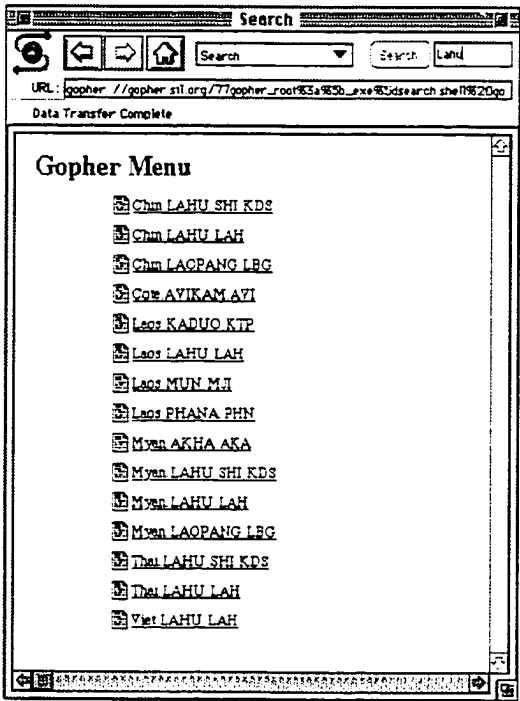 Search
Search Search Lahu
URL: gopher //gopher sil.org/77gopher_root%3a%5b_exe%5dsearch shell%20go
Data Transfer Complete
Gopher Menu
Chin LAHU SHI KDS
Chin LAHU LAH
Chin LAOPANG LBG
Cote AVIKAM AVI
Laos KADUO KTP
Laos LAHU LAH
Laos MUN MJI
Laos PHANA PHN
Myan AKHA AKA
Myan LAHU SHI KDS
Myan LAHU LAH
Myan LAOPANG LBG
Thai LAHU SHI KDS
Thai LAHU LAH
Viet LAHU LAH